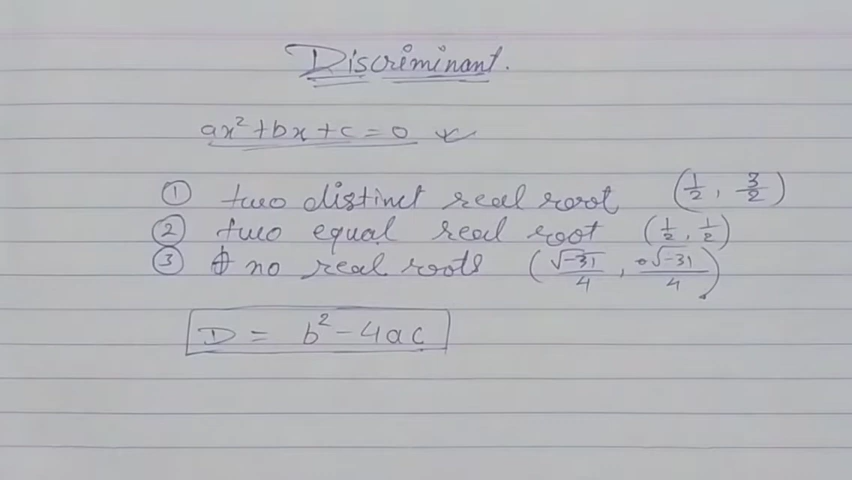 Discriminant.
ax²+bx+c=0
① two distinct real root (1/2, 3/2)
② two equal real root (1/2, 1/2)
③ no real roots (√-31/4, √-31/4)
D = b²-4ac